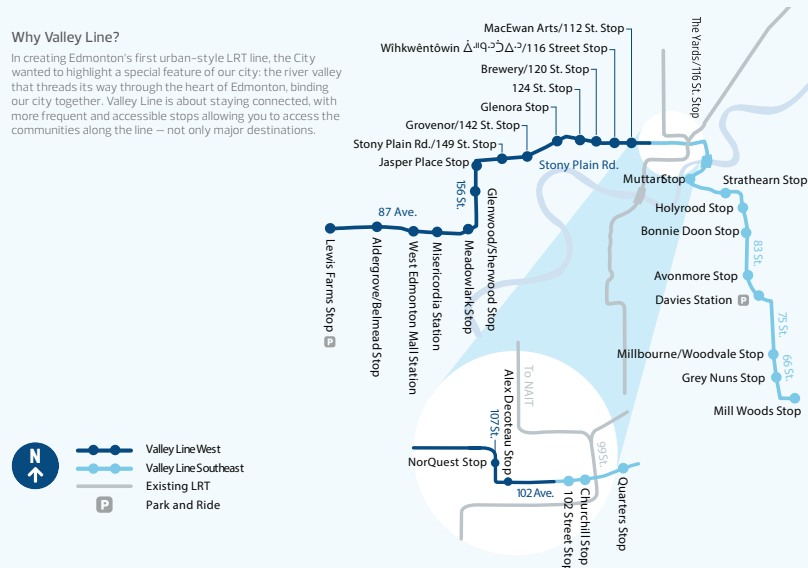 Why Valley Line?
In creating Edmonton's first urban-style LRT line, the City
wanted to highlight a special feature of our city: the river valley
that threads its way through the heart of Edmonton, binding
our city together. Valley Line is about staying connected, with
more frequent and accessible stops allowing you to access the
communities along the line — not only major destinations.
MacEwan Arts/112 St. Stop
Wîhkwêntôwin ᐄᐧᐦᑫᐧᐣᑑᐃᐧᐣ/116 Street Stop
Brewery/120 St. Stop
124 St. Stop
Glenora Stop
Grovenor/142 St. Stop
Stony Plain Rd./149 St. Stop
Jasper Place Stop
The Yards/116 St. Stop
Stony Plain Rd.
156 St.
Glenwood/Sherwood Stop
87 Ave.
Lewis Farms Stop
P
Aldergrove/Belmead Stop
West Edmonton Mall Station
Misericordia Station
Meadowlark Stop
Muttart Stop
Strathearn Stop
Holyrood Stop
Bonnie Doon Stop
83 St.
Avonmore Stop
Davies Station P
75 St.
Millbourne/Woodvale Stop
66 St.
Grey Nuns Stop
Mill Woods Stop
To NAIT
Alex Decoteau Stop
107 St.
NorQuest Stop
99 St.
102 Ave.
102 Street Stop
Churchill Stop
Quarters Stop
N
Valley Line West
Valley Line Southeast
Existing LRT
P Park and Ride